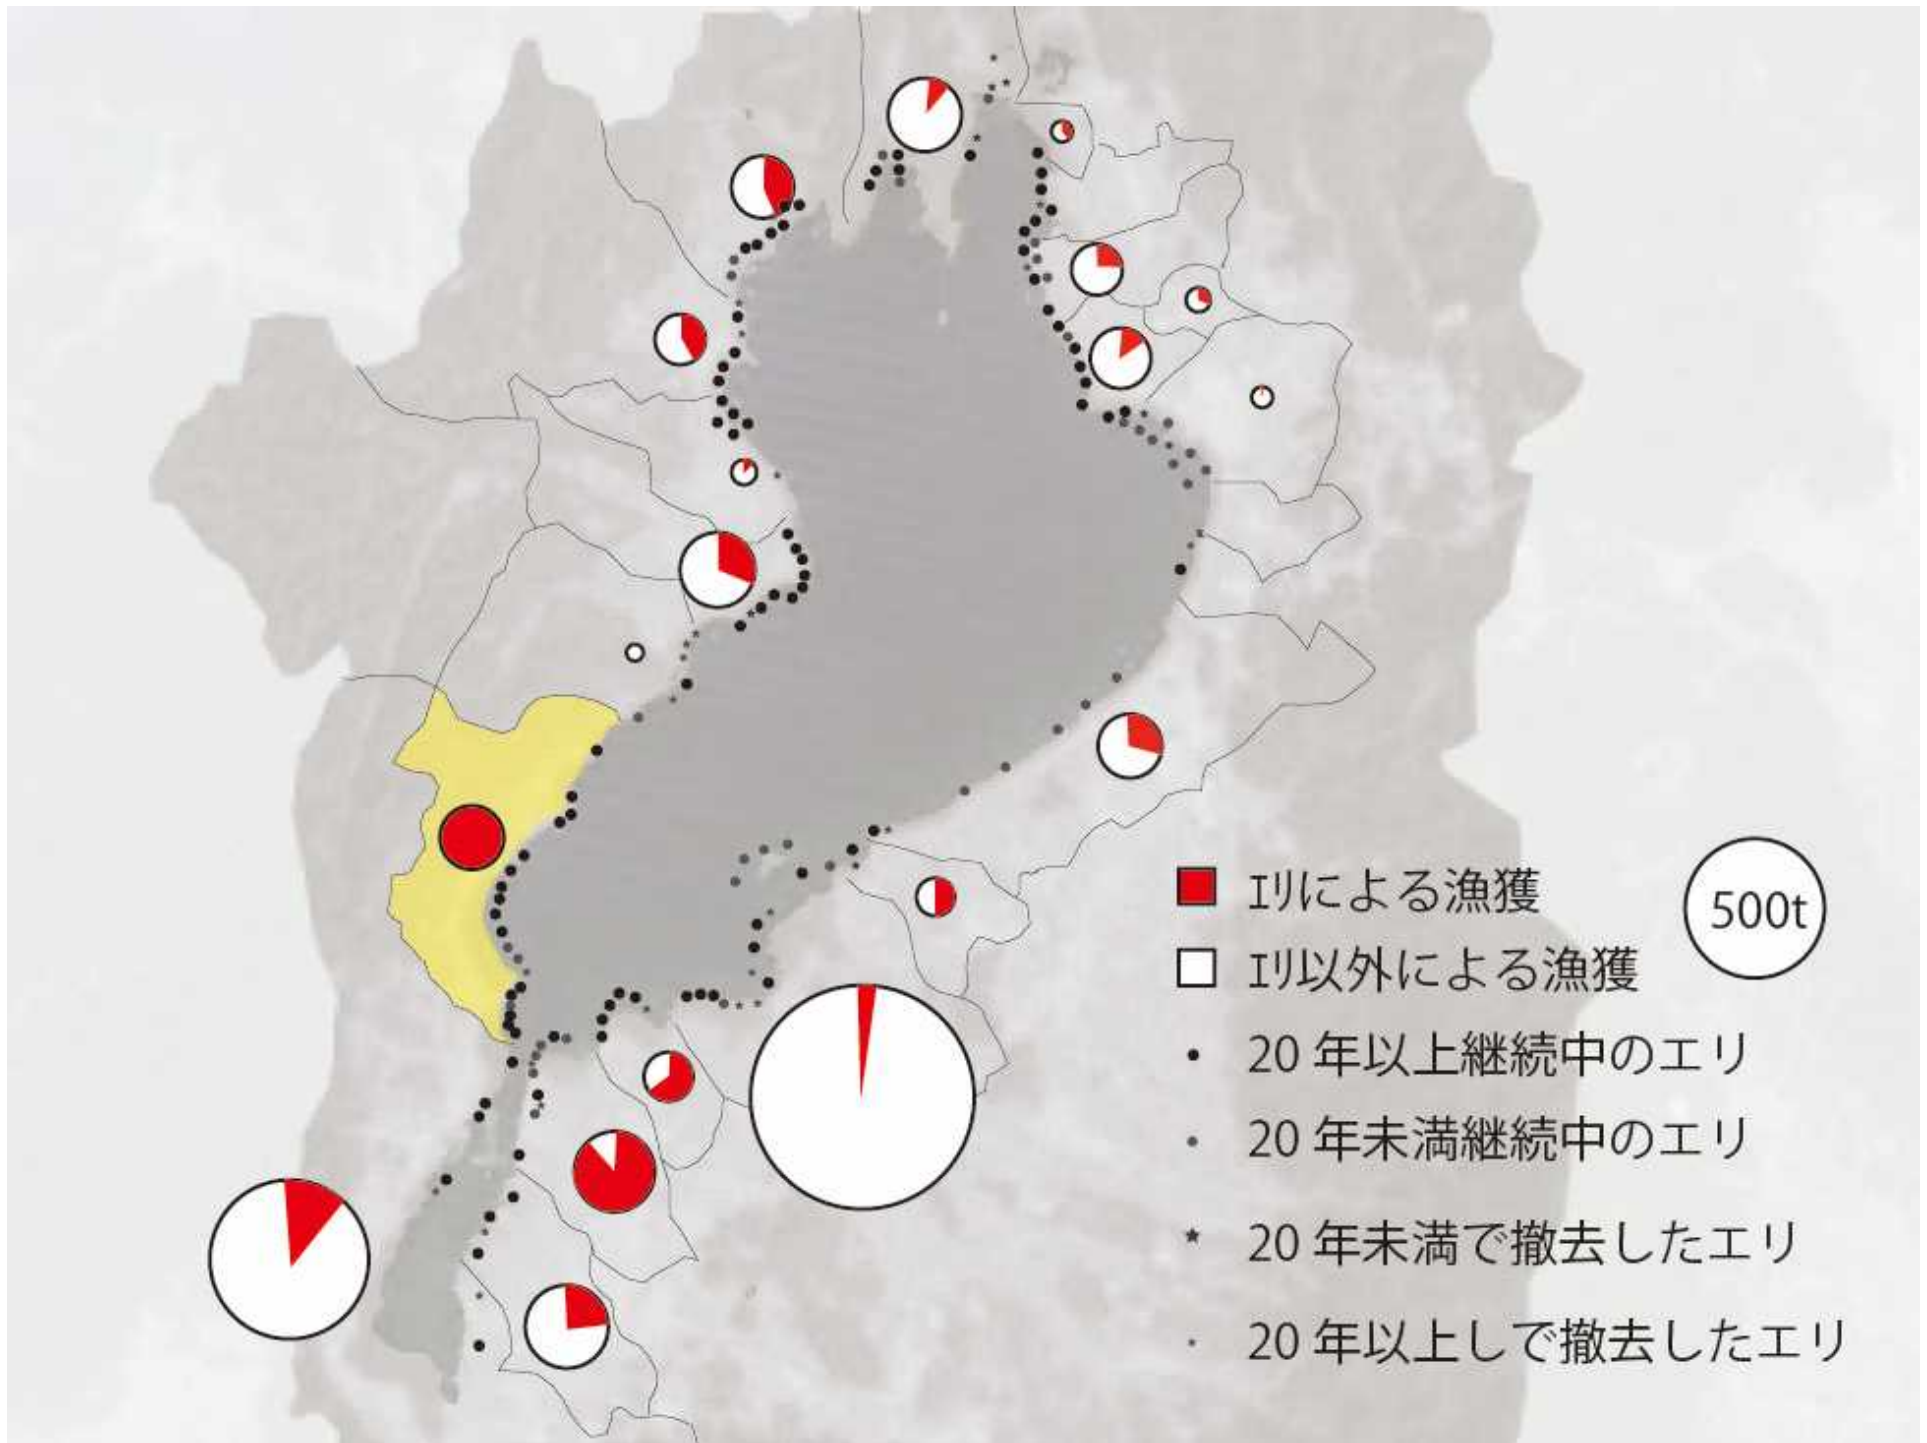 エリによる漁獲
500t
エリ以外による漁獲
20 年以上継続中のエリ
20 年未満継続中のエリ
20 年未満で撤去したエリ
20 年以上しで撤去したエリ